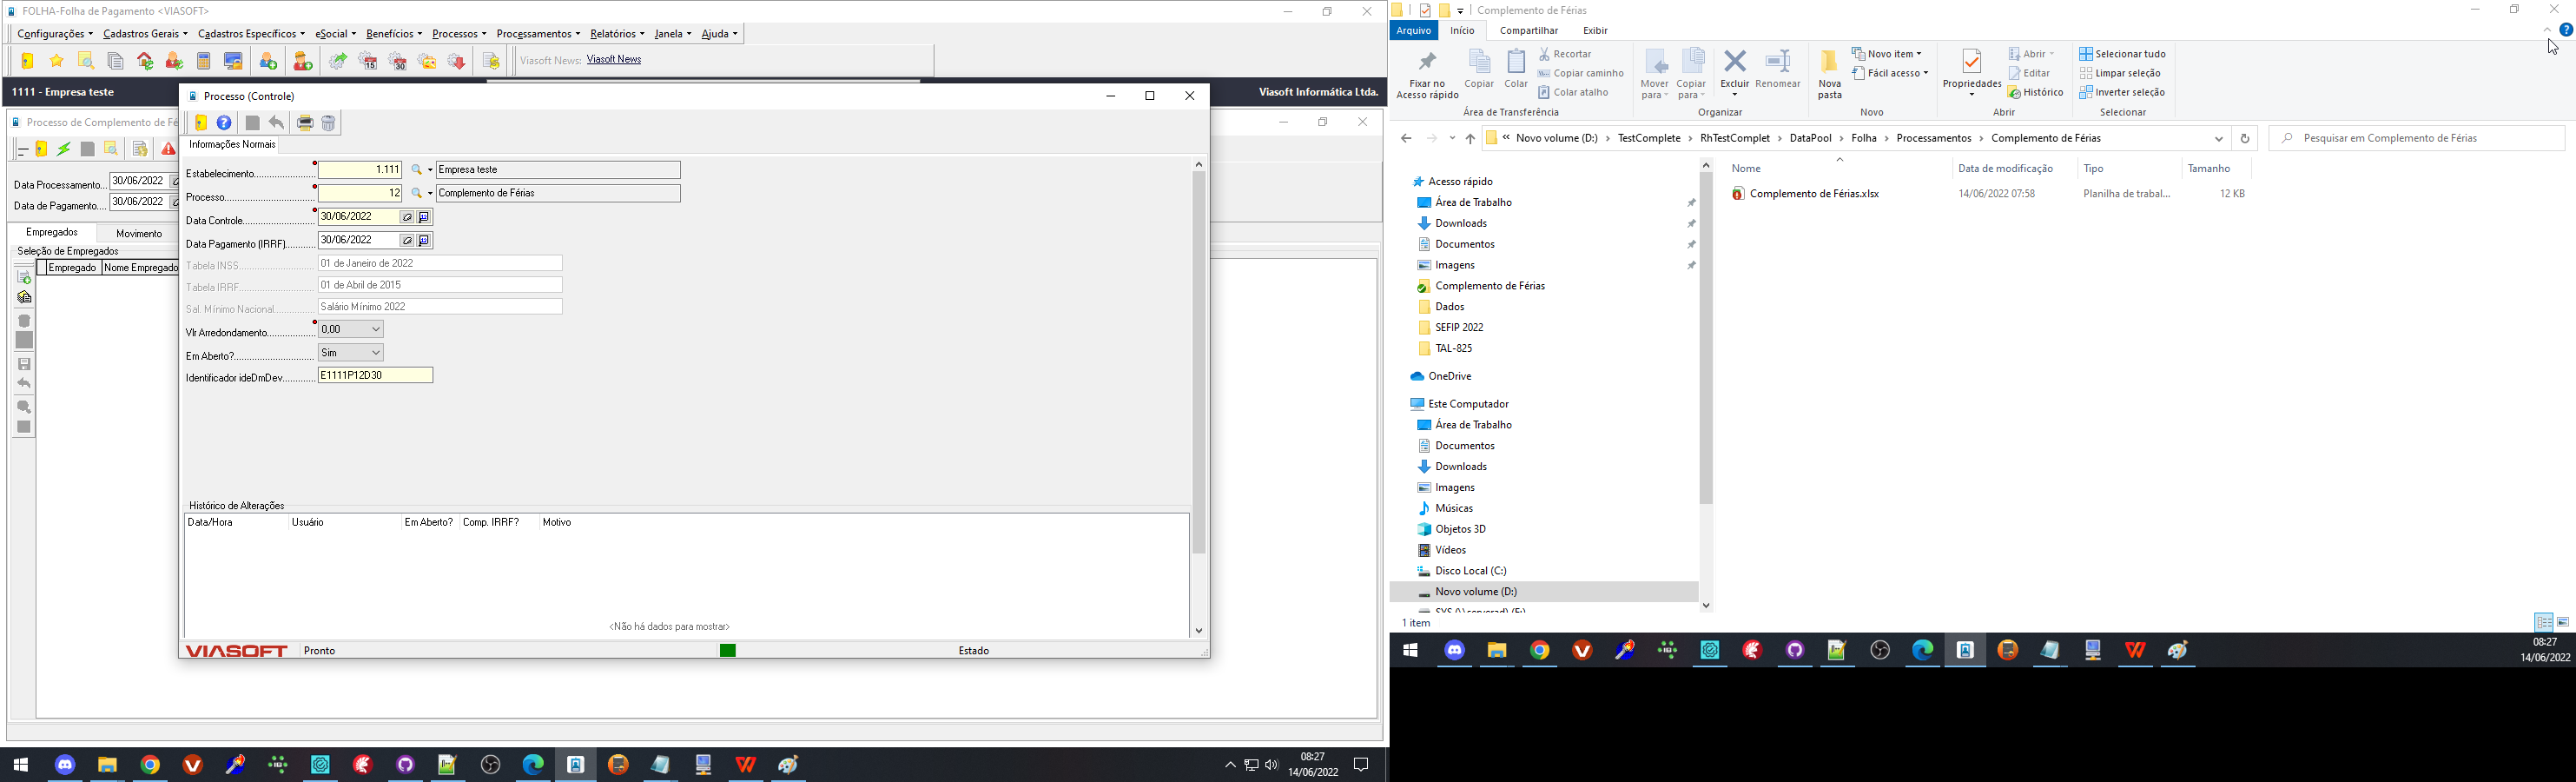 FOLHA-Folha de Pagamento <VIASOFT>
Configurações Cadastros Gerais Cadastros Específicos eSocial Benefícios Processos Processamentos Relatórios Janela Ajuda
Viasoft News: Viasoft News
1111 - Empresa teste
Viasoft Informática Ltda.
Processo de Complemento de Fé
Data Processamento... 30/06/2022
Data de Pagamento.... 30/06/2022
Empregados Movimento
Seleção de Empregados
Empregado Nome Empregado
Processo (Controle)
Informações Normais
Estabelecimento 1.111 Empresa teste
Processo 12 Complemento de Férias
Data Controle 30/06/2022
Data Pagamento (IRRF) 30/06/2022
Tabela INSS 01 de Janeiro de 2022
Tabela IRRF 01 de Abril de 2015
Sal. Mínimo Nacional Salário Mínimo 2022
Vlr Arredondamento 0,00
Em Aberto? Sim
Identificador ideDmDev E1111P12D30
Histórico de Alterações
Data/Hora Usuário Em Aberto? Comp. IRRF? Motivo
<Não há dados para mostrar>
VIASOFT Pronto Estado
08:27
14/06/2022
Complemento de Férias
Arquivo Início Compartilhar Exibir
Fixar no Acesso rápido
Copiar
Colar
Recortar
Copiar caminho
Colar atalho
Área de Transferência
Mover para
Copiar para
Excluir
Renomear
Organizar
Nova pasta
Novo item
Fácil acesso
Novo
Propriedades
Abrir
Editar
Histórico
Abrir
Selecionar tudo
Limpar seleção
Inverter seleção
Selecionar
« Novo volume (D:) › TestComplete › RhTestComplet › DataPool › Folha › Processamentos › Complemento de Férias
Pesquisar em Complemento de Férias
Nome Data de modificação Tipo Tamanho
Complemento de Férias.xlsx 14/06/2022 07:58 Planilha de trabal... 12 KB
Acesso rápido
Área de Trabalho
Downloads
Documentos
Imagens
Complemento de Férias
Dados
SEFIP 2022
TAL-825
OneDrive
Este Computador
Área de Trabalho
Documentos
Downloads
Imagens
Músicas
Objetos 3D
Vídeos
Disco Local (C:)
Novo volume (D:)
1 item
08:27
14/06/2022